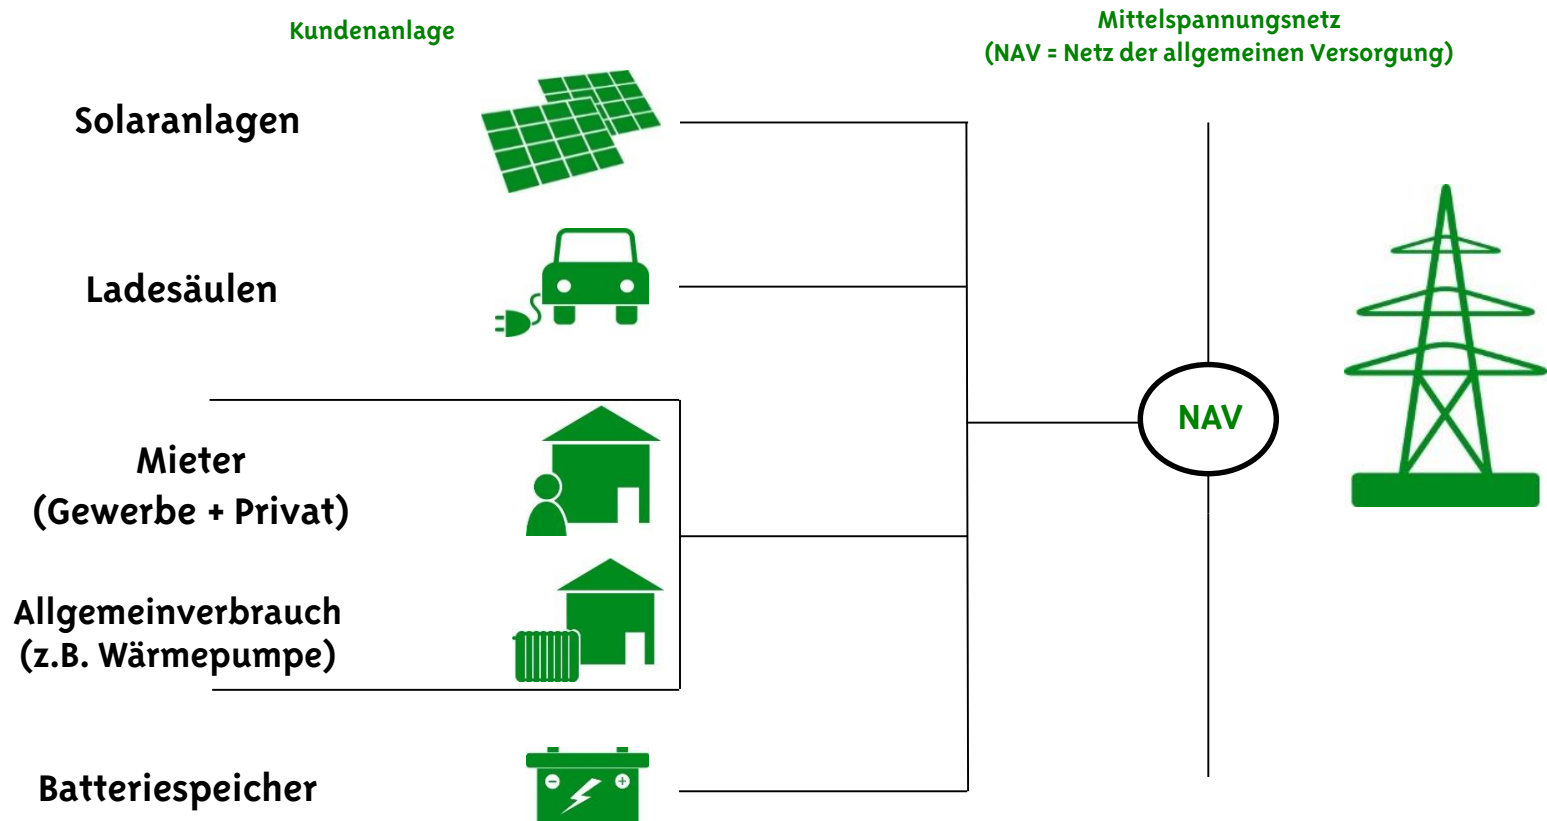 Kundenanlage
Mittelspannungsnetz
(NAV = Netz der allgemeinen Versorgung)
Solaranlagen
Ladesäulen
NAV
Mieter
(Gewerbe + Privat)
Allgemeinverbrauch
(z.B. Wärmepumpe)
Batteriespeicher